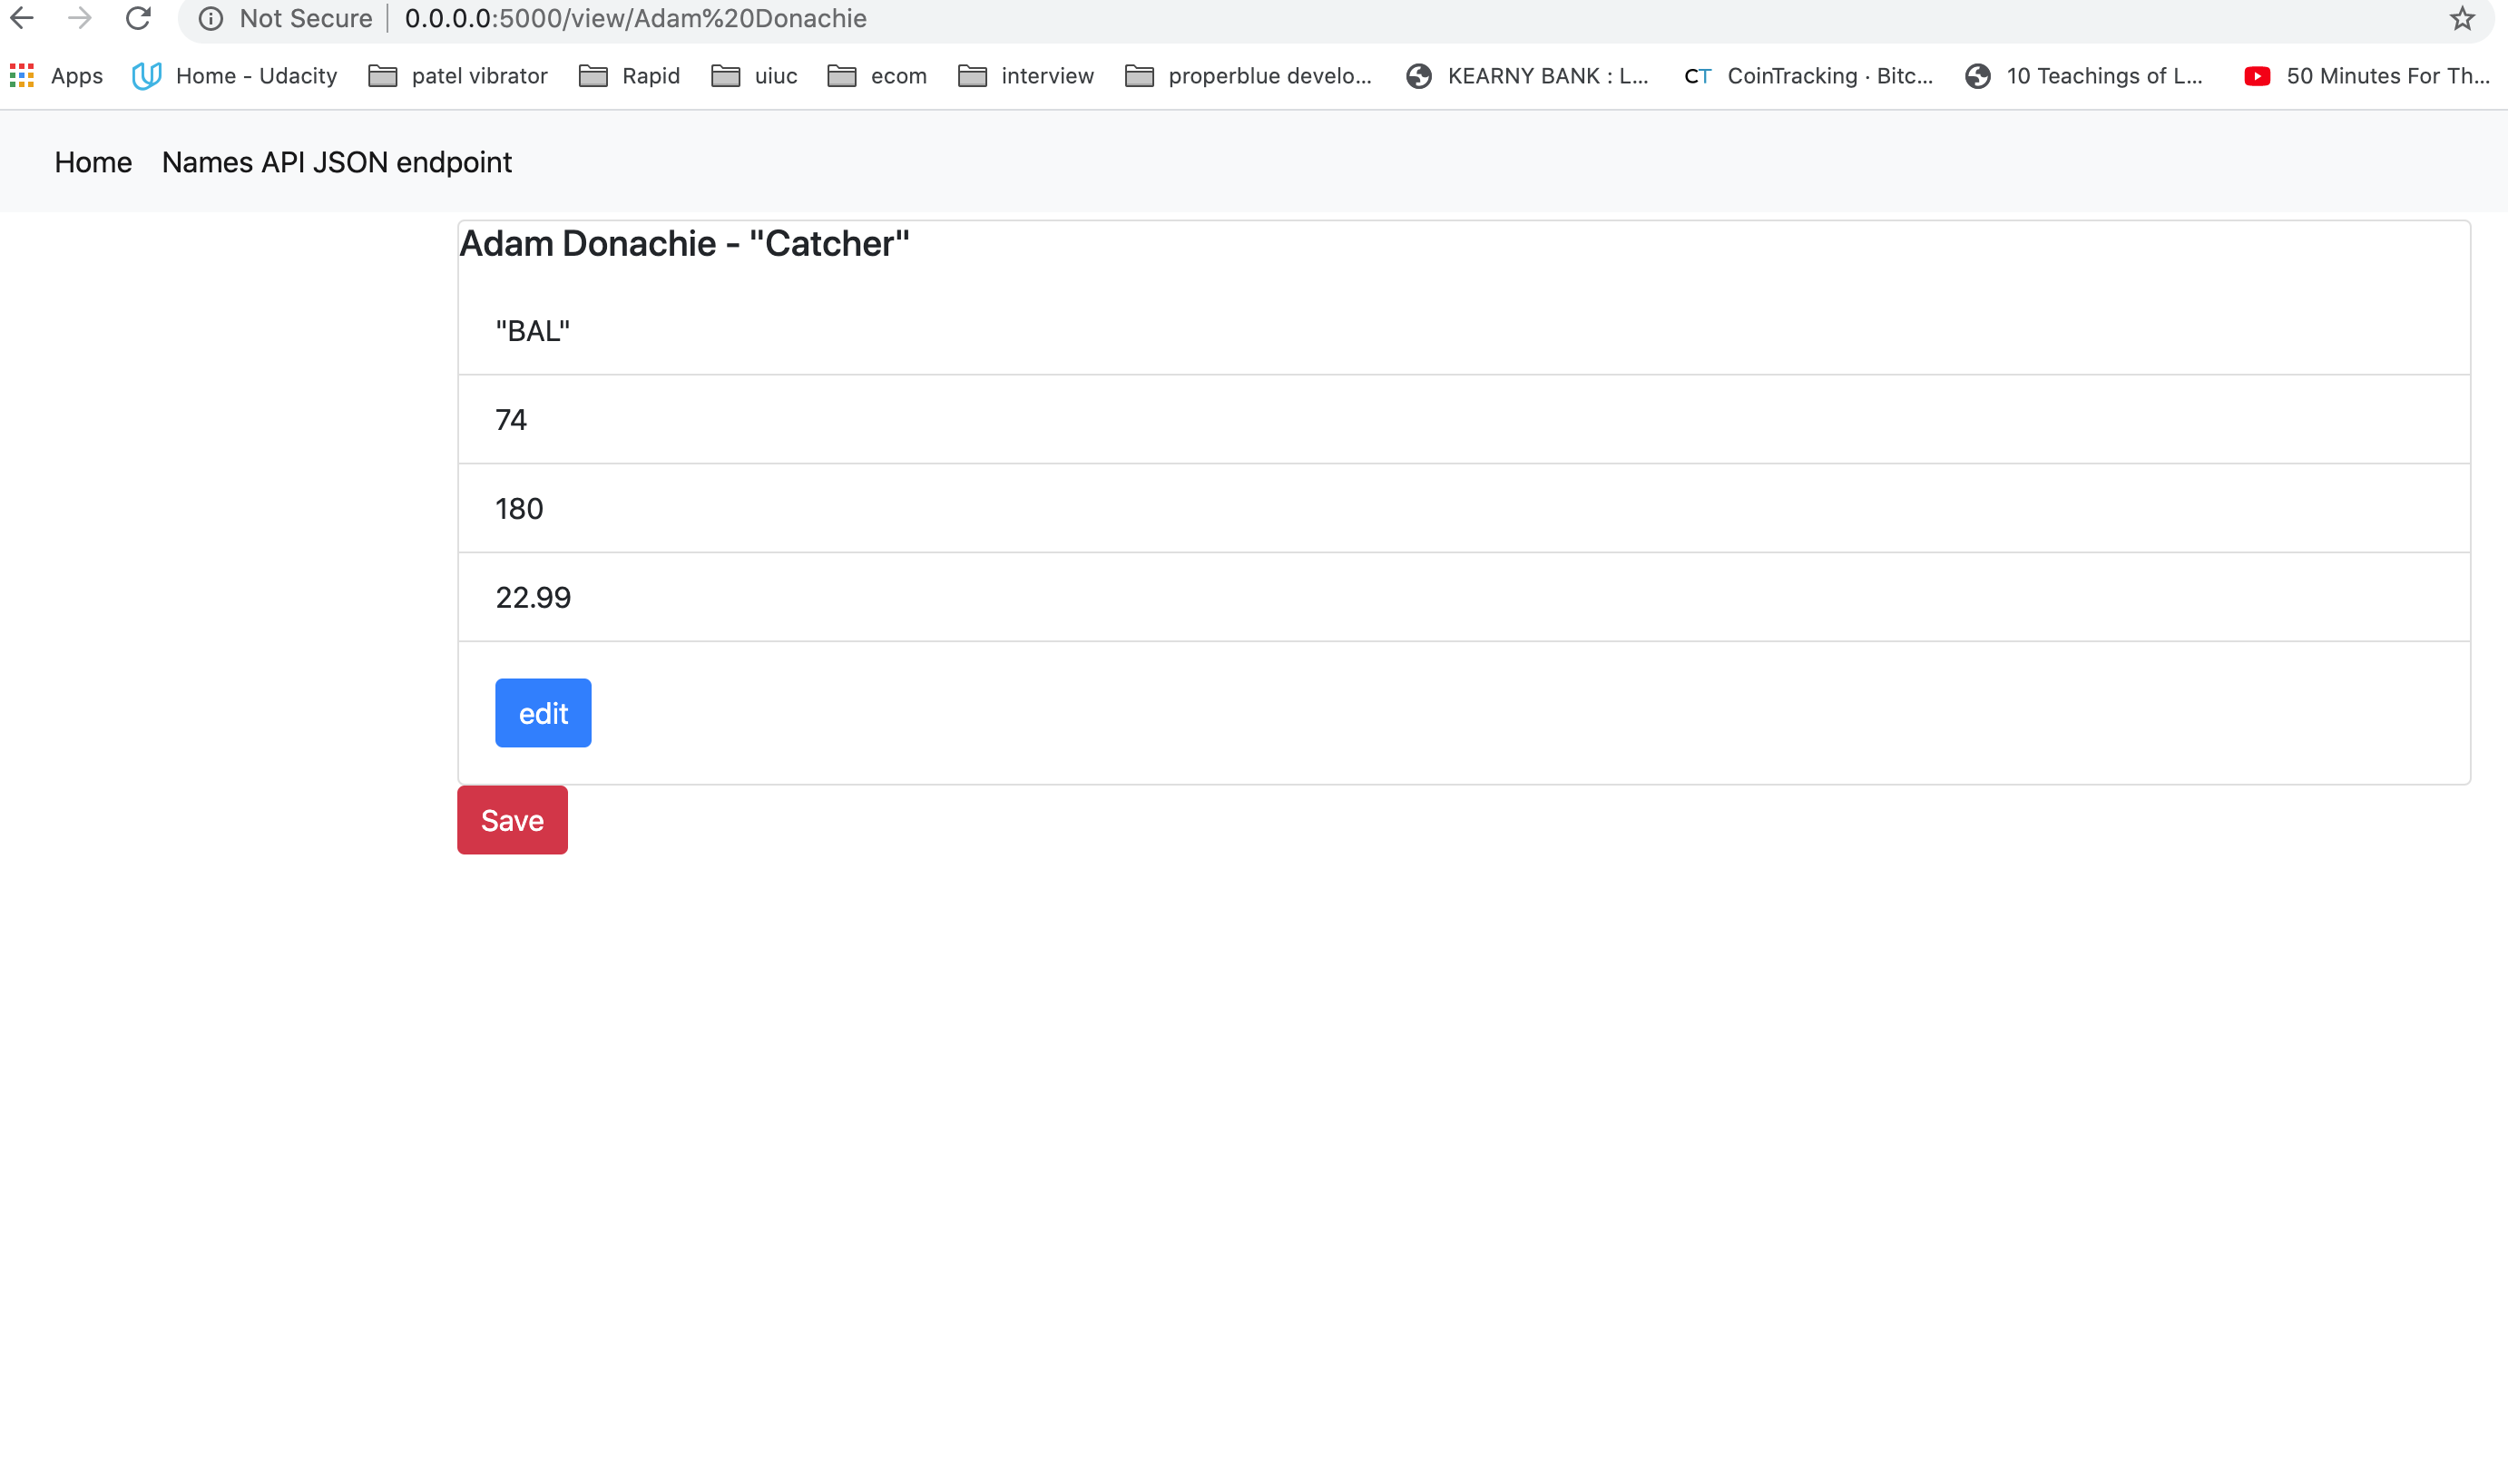 Not Secure | 0.0.0.0:5000/view/Adam%20Donachie
Apps Home - Udacity patel vibrator Rapid uiuc ecom interview properblue develo... KEARNY BANK : L... CT CoinTracking · Bitc... 10 Teachings of L... 50 Minutes For Th...
Home Names API JSON endpoint
Adam Donachie - "Catcher"
"BAL"
74
180
22.99
edit
Save